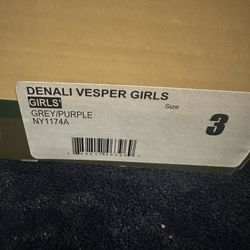 DENALI VESPER GIRLS
GIRLS'
Size
GREY/PURPLE
3
NY1174A